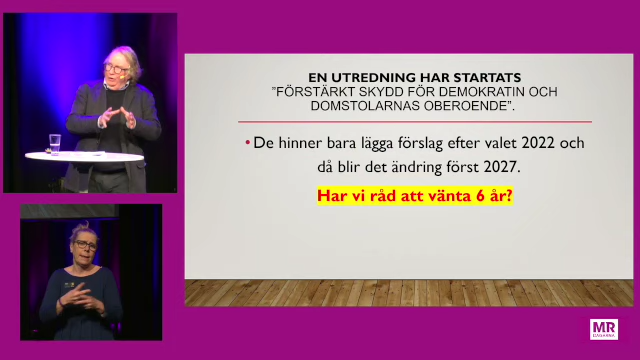 EN UTREDNING HAR STARTATS
”FÖRSTÄRKT SKYDD FÖR DEMOKRATIN OCH
DOMSTOLARNAS OBEROENDE”.
• De hinner bara lägga förslag efter valet 2022 och
då blir det ändring först 2027.
Har vi råd att vänta 6 år?
MR
DAGARNA